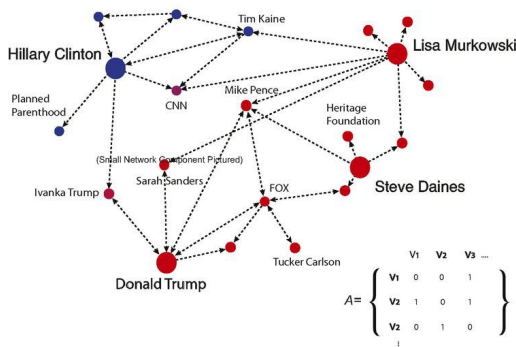 Tim Kaine
Hillary Clinton
Lisa Murkowski
CNN
Mike Pence
Planned
Parenthood
Heritage
Foundation
(Small Network Component Pictured)
Sarah Sanders
Steve Daines
Ivanka Trump
FOX
Tucker Carlson
Donald Trump
V1 V2 V3 ....
A=
V1 0 0 1
V2 1 0 1
V2 0 1 0